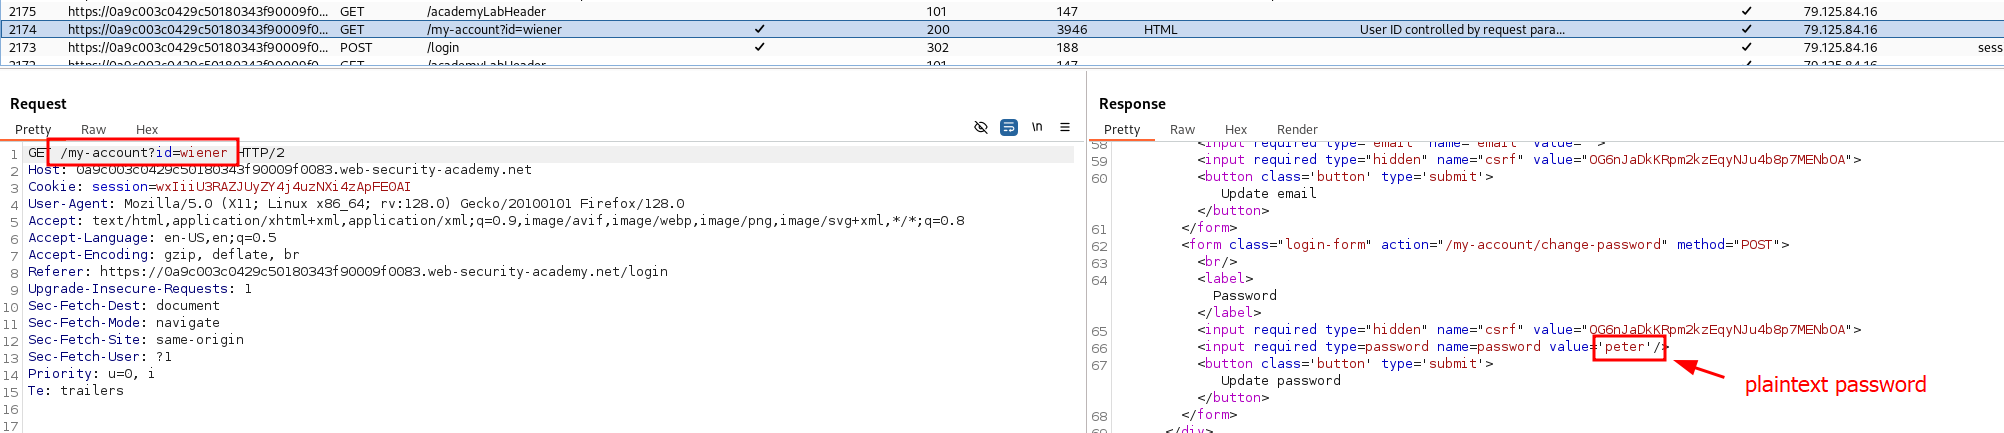 2175 https://0a9c003c0429c50180343f90009f0... GET /academyLabHeader 101 147 ✓ 79.125.84.16
2174 https://0a9c003c0429c50180343f90009f0... GET /my-account?id=wiener ✓ 200 3946 HTML User ID controlled by request para... ✓ 79.125.84.16
2173 https://0a9c003c0429c50180343f90009f0... POST /login ✓ 302 188 ✓ 79.125.84.16 sess
2172 https://0a9c003c0429c50180343f90009f0... GET /academyLabHeader 101 147 ✓ 79.125.84.16
Request
Pretty Raw Hex \n
1 GET /my-account?id=wiener HTTP/2
2 Host: 0a9c003c0429c50180343f90009f0083.web-security-academy.net
3 Cookie: session=wxIiiU3RAZJUyZY4j4uzNXi4zApFEOAI
4 User-Agent: Mozilla/5.0 (X11; Linux x86_64; rv:128.0) Gecko/20100101 Firefox/128.0
5 Accept: text/html,application/xhtml+xml,application/xml;q=0.9,image/avif,image/webp,image/png,image/svg+xml,*/*;q=0.8
6 Accept-Language: en-US,en;q=0.5
7 Accept-Encoding: gzip, deflate, br
8 Referer: https://0a9c003c0429c50180343f90009f0083.web-security-academy.net/login
9 Upgrade-Insecure-Requests: 1
10 Sec-Fetch-Dest: document
11 Sec-Fetch-Mode: navigate
12 Sec-Fetch-Site: same-origin
13 Sec-Fetch-User: ?1
14 Priority: u=0, i
15 Te: trailers
16
17
Response
Pretty Raw Hex Render
58 <input required type="email" name="email" value="">
59 <input required type="hidden" name="csrf" value="OG6nJaDkKRpm2kzEqyNJu4b8p7MENbOA">
60 <button class='button' type='submit'>
Update email
</button>
61 </form>
62 <form class="login-form" action="/my-account/change-password" method="POST">
63 <br/>
64 <label>
Password
</label>
65 <input required type="hidden" name="csrf" value="OG6nJaDkKRpm2kzEqyNJu4b8p7MENbOA">
66 <input required type=password name=password value='peter'/>
67 <button class='button' type='submit'>
Update password
</button>
68 </form>
69 </div>
plaintext password